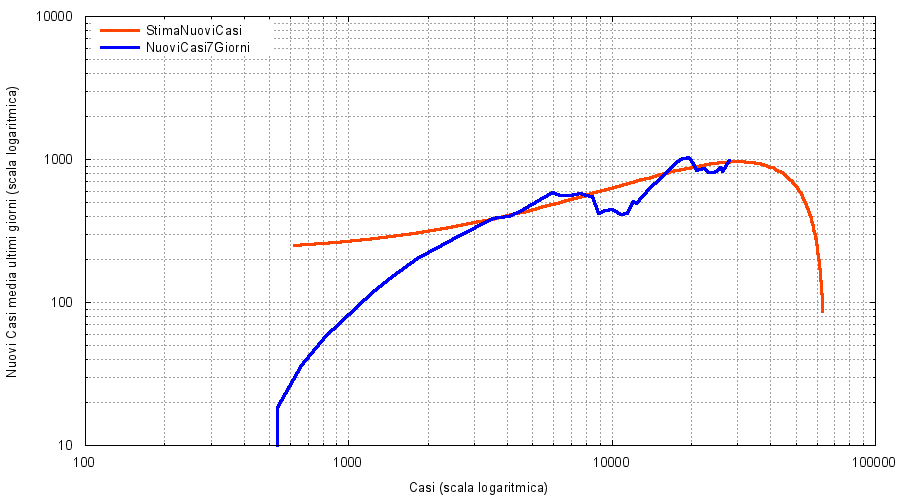 10000
StimaNuoviCasi
NuoviCasi7Giorni
1000
100
10
Nuovi Casi media ultimi giorni (scala logaritmica)
100
1000
10000
100000
Casi (scala logaritmica)